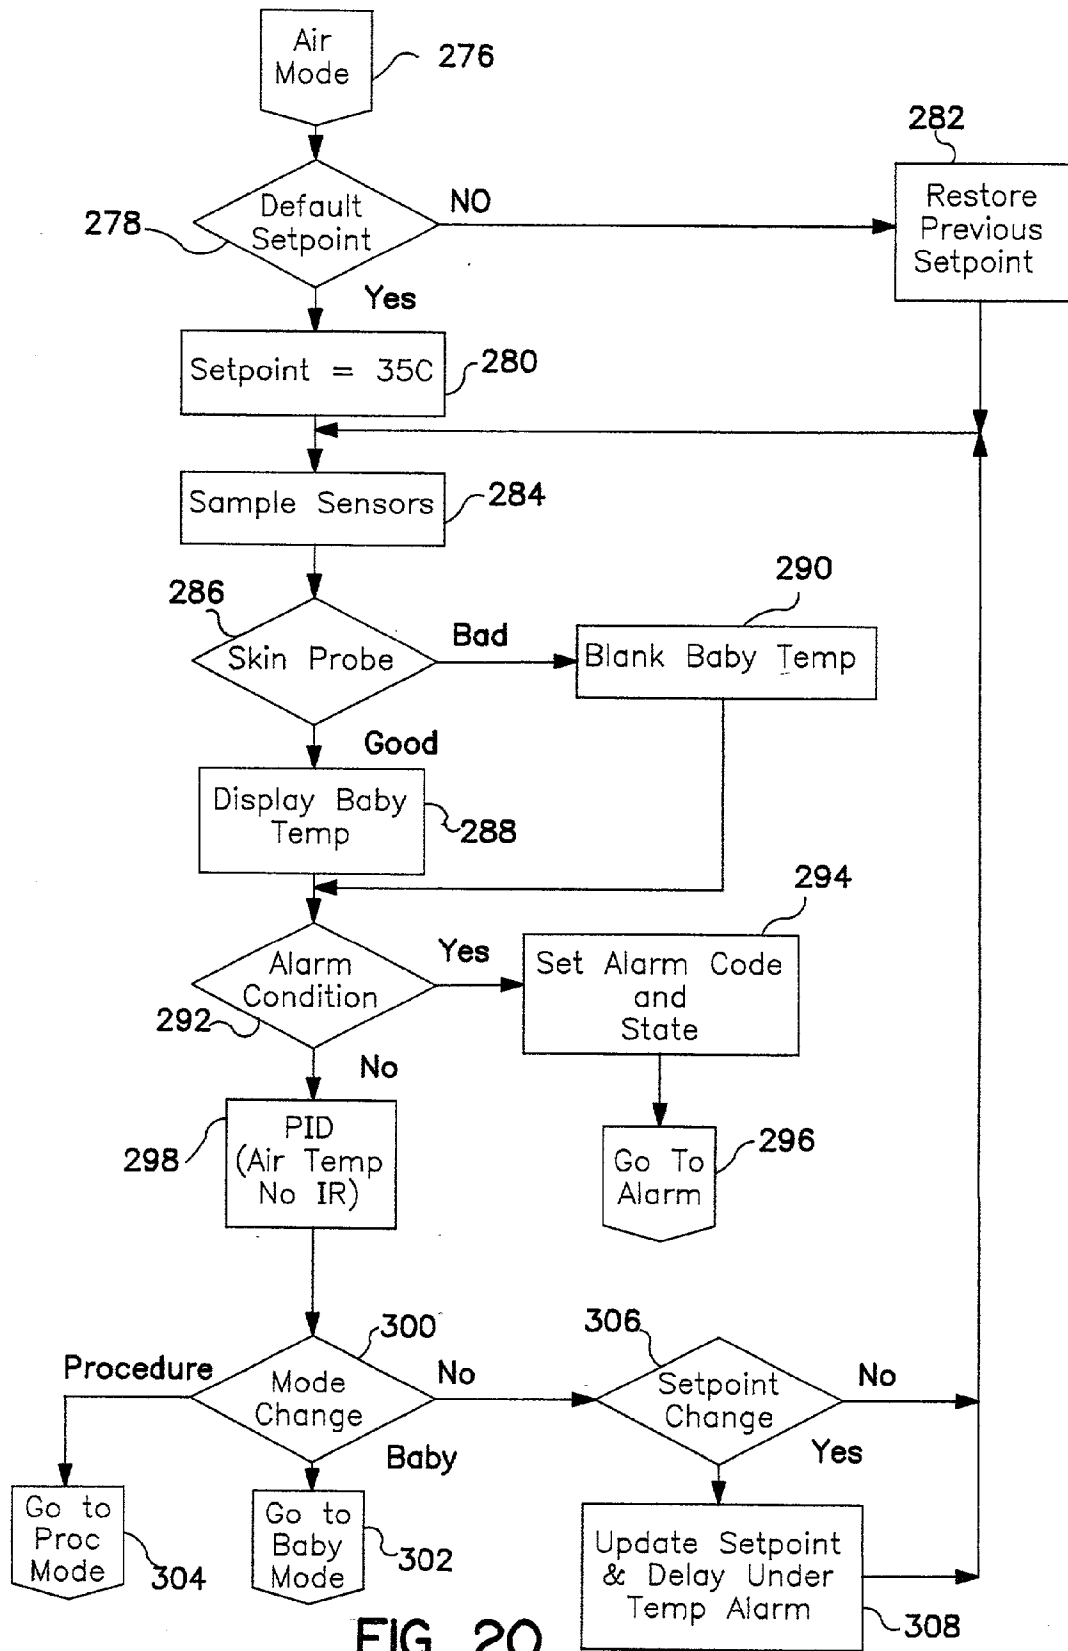 Air
Mode
276
282
Default
Setpoint
278
NO
Restore
Previous
Setpoint
Yes
Setpoint = 35C
280
Sample Sensors
284
286
Skin Probe
Bad
290
Blank Baby Temp
Good
Display Baby
Temp
288
294
Alarm
Condition
292
Yes
Set Alarm Code
and
State
No
298
PID
(Air Temp
No IR)
296
Go To
Alarm
300
306
Procedure
Mode
Change
No
Setpoint
Change
No
Baby
Yes
Go to
Proc
Mode
304
Go to
Baby
Mode
302
Update Setpoint
& Delay Under
Temp Alarm
308
FIG. 20